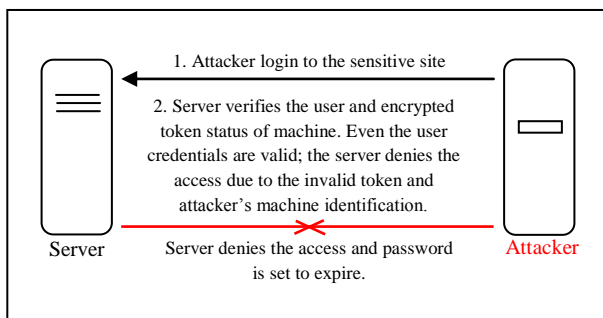 1. Attacker login to the sensitive site
2. Server verifies the user and encrypted
token status of machine. Even the user
credentials are valid; the server denies the
access due to the invalid token and
attacker's machine identification.
Server
Attacker
Server denies the access and password
is set to expire.